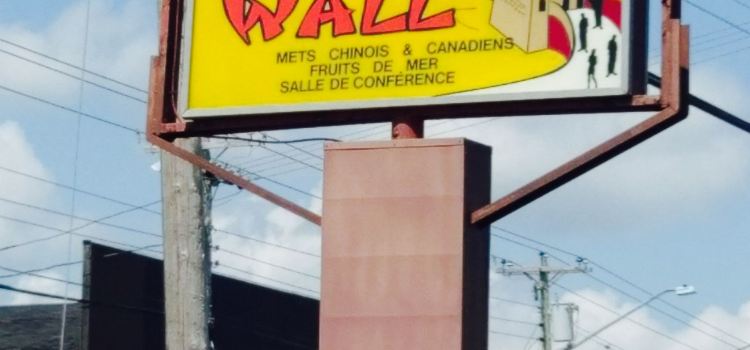 WALL
METS CHINOIS & CANADIENS
FRUITS DE MER
SALLE DE CONFÉRENCE